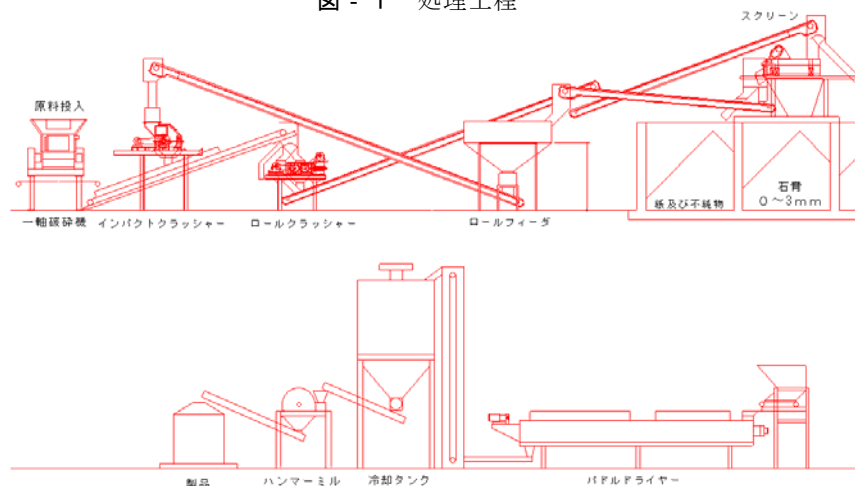 図 - 1 処理工程
スクリーン
原料投入
一軸破砕機
インパクトクラッシャー
ロールクラッシャー
ロールフィーダ
紙及び不純物
石膏
0～3mm
製品
ハンマーミル
冷却タンク
パドルドライヤー